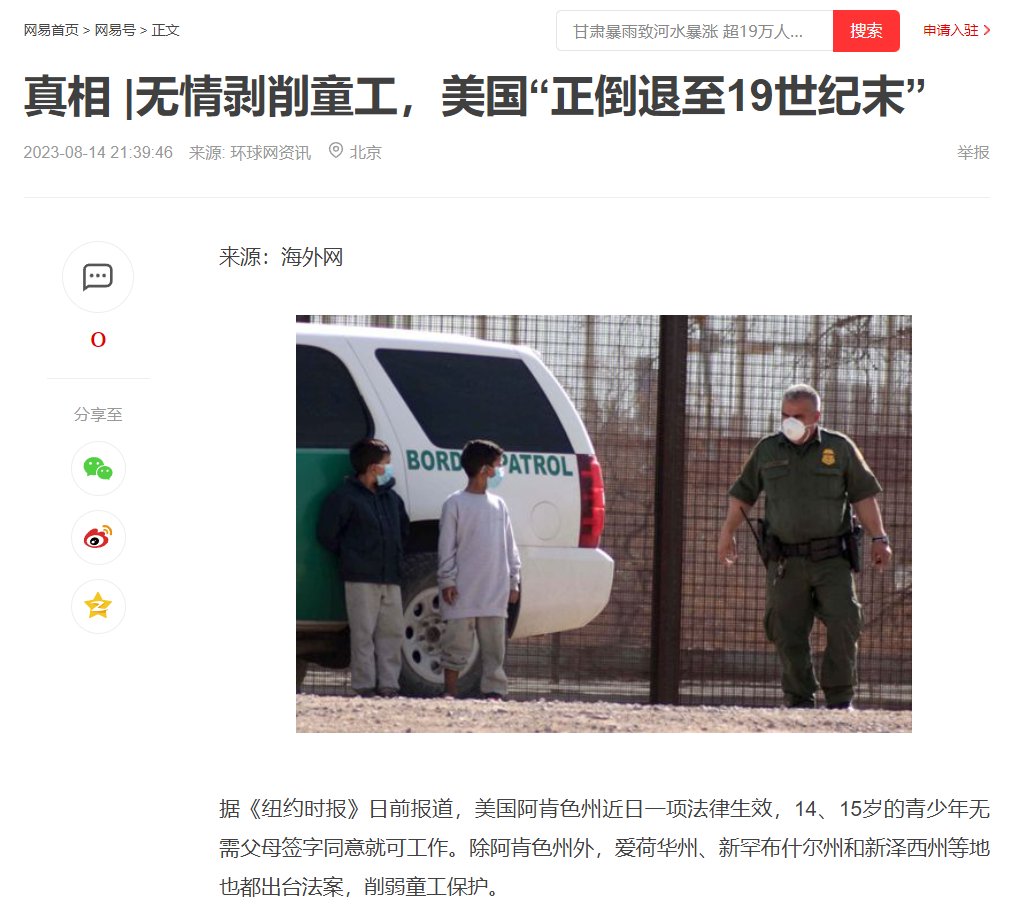 网易首页 > 网易号 > 正文
甘肃暴雨致河水暴涨 超19万人...
搜索
申请入驻 >
真相 |无情剥削童工，美国“正倒退至19世纪末”
2023-08-14 21:39:46 来源: 环球网资讯 北京
举报
来源：海外网
0
分享至
BORD PATROL
据《纽约时报》日前报道，美国阿肯色州近日一项法律生效，14、15岁的青少年无
需父母签字同意就可工作。除阿肯色州外，爱荷华州、新罕布什尔州和新泽西州等地
也都出台法案，削弱童工保护。